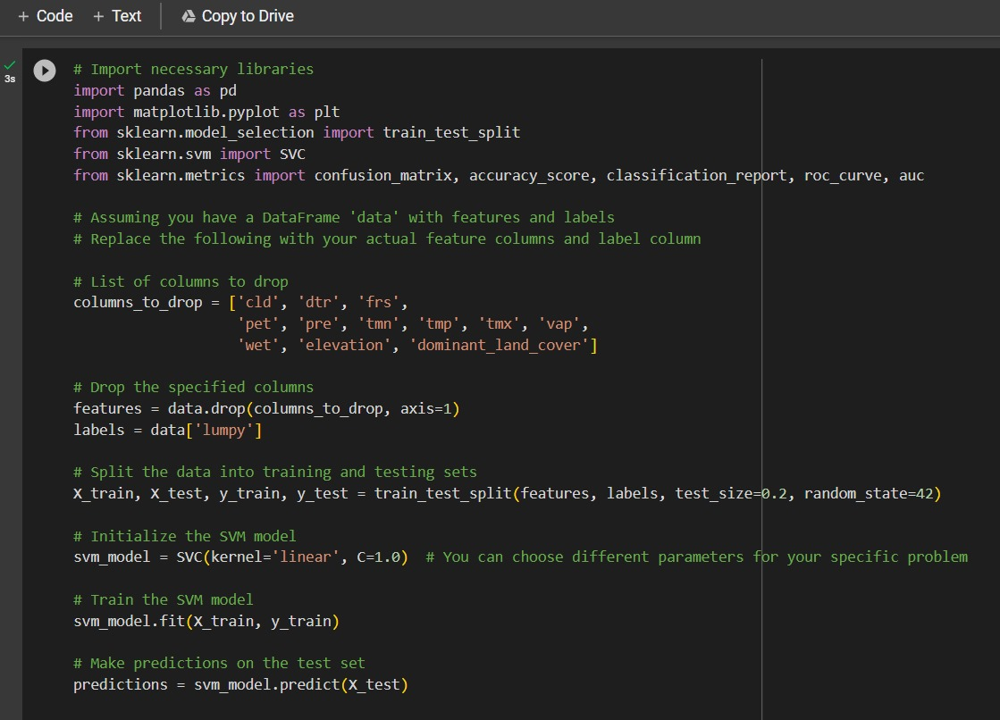 + Code + Text Copy to Drive
3s
# Import necessary libraries
import pandas as pd
import matplotlib.pyplot as plt
from sklearn.model_selection import train_test_split
from sklearn.svm import SVC
from sklearn.metrics import confusion_matrix, accuracy_score, classification_report, roc_curve, auc
# Assuming you have a DataFrame 'data' with features and labels
# Replace the following with your actual feature columns and label column
# List of columns to drop
columns_to_drop = ['cld', 'dtr', 'frs',
'pet', 'pre', 'tmn', 'tmp', 'tmx', 'vap',
'wet', 'elevation', 'dominant_land_cover']
# Drop the specified columns
features = data.drop(columns_to_drop, axis=1)
labels = data['lumpy']
# Split the data into training and testing sets
X_train, X_test, y_train, y_test = train_test_split(features, labels, test_size=0.2, random_state=42)
# Initialize the SVM model
svm_model = SVC(kernel='linear', C=1.0)  # You can choose different parameters for your specific problem
# Train the SVM model
svm_model.fit(X_train, y_train)
# Make predictions on the test set
predictions = svm_model.predict(X_test)